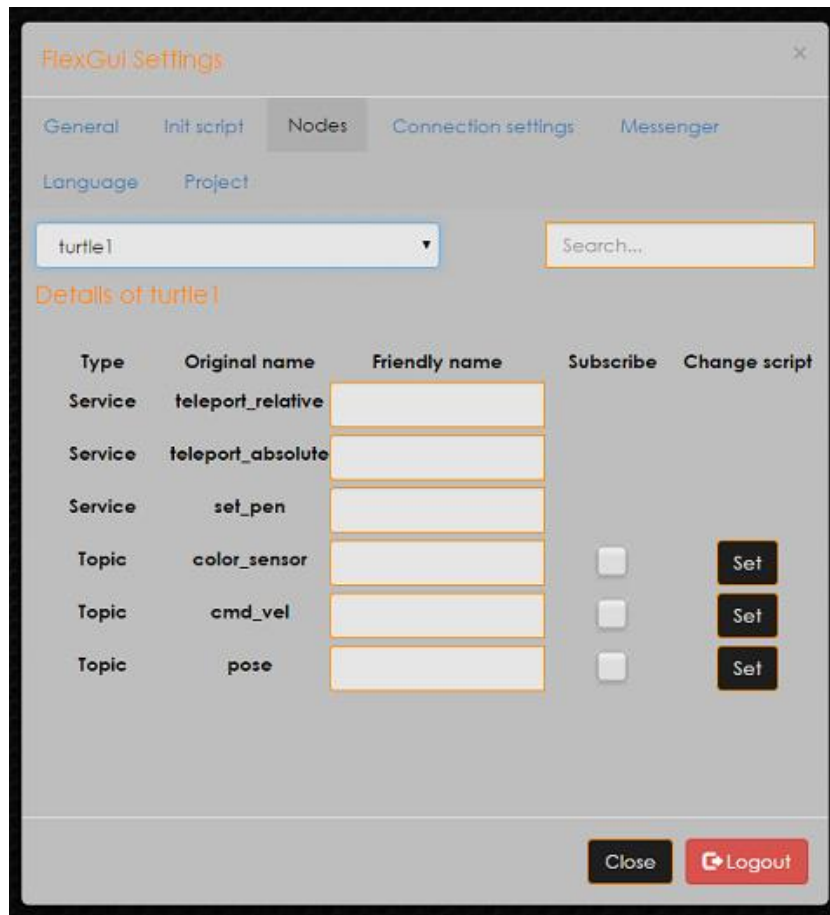 FlexGui Settings ×
General Init script Nodes Connection settings Messenger
Language Project
turtle1 Search...
Details of turtle1
Type Original name Friendly name Subscribe Change script
Service teleport_relative
Service teleport_absolute
Service set_pen
Topic color_sensor Set
Topic cmd_vel Set
Topic pose Set
Close Logout